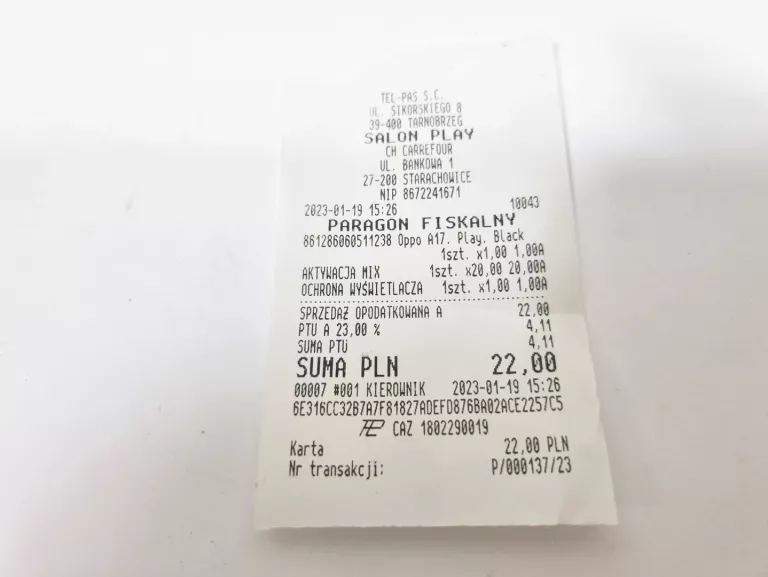 TEL-PAS S.C.
UL. SIKORSKIEGO 8
39-400 TARNOBRZEG
SALON PLAY
CH CARREFOUR
UL. BANKOWA 1
27-200 STARACHOWICE
NIP 8672241671
2023-01-19 15:26 10043
PARAGON FISKALNY
861286060511238 Oppo A17. Play. Black
1szt. x1,00 1,00A
AKTYWACJA MIX 1szt. x20,00 20,00A
OCHRONA WYŚWIETLACZA 1szt. x1,00 1,00A
SPRZEDAŻ OPODATKOWANA A 22,00
PTU A 23,00 % 4,11
SUMA PTU 4,11
SUMA PLN 22,00
00007 #001 KIEROWNIK 2023-01-19 15:26
6E316CC32B7A7F81827ADEFD876BA02ACE2257C5
CAZ 1802290019
Karta 22,00 PLN
Nr transakcji: P/000137/23